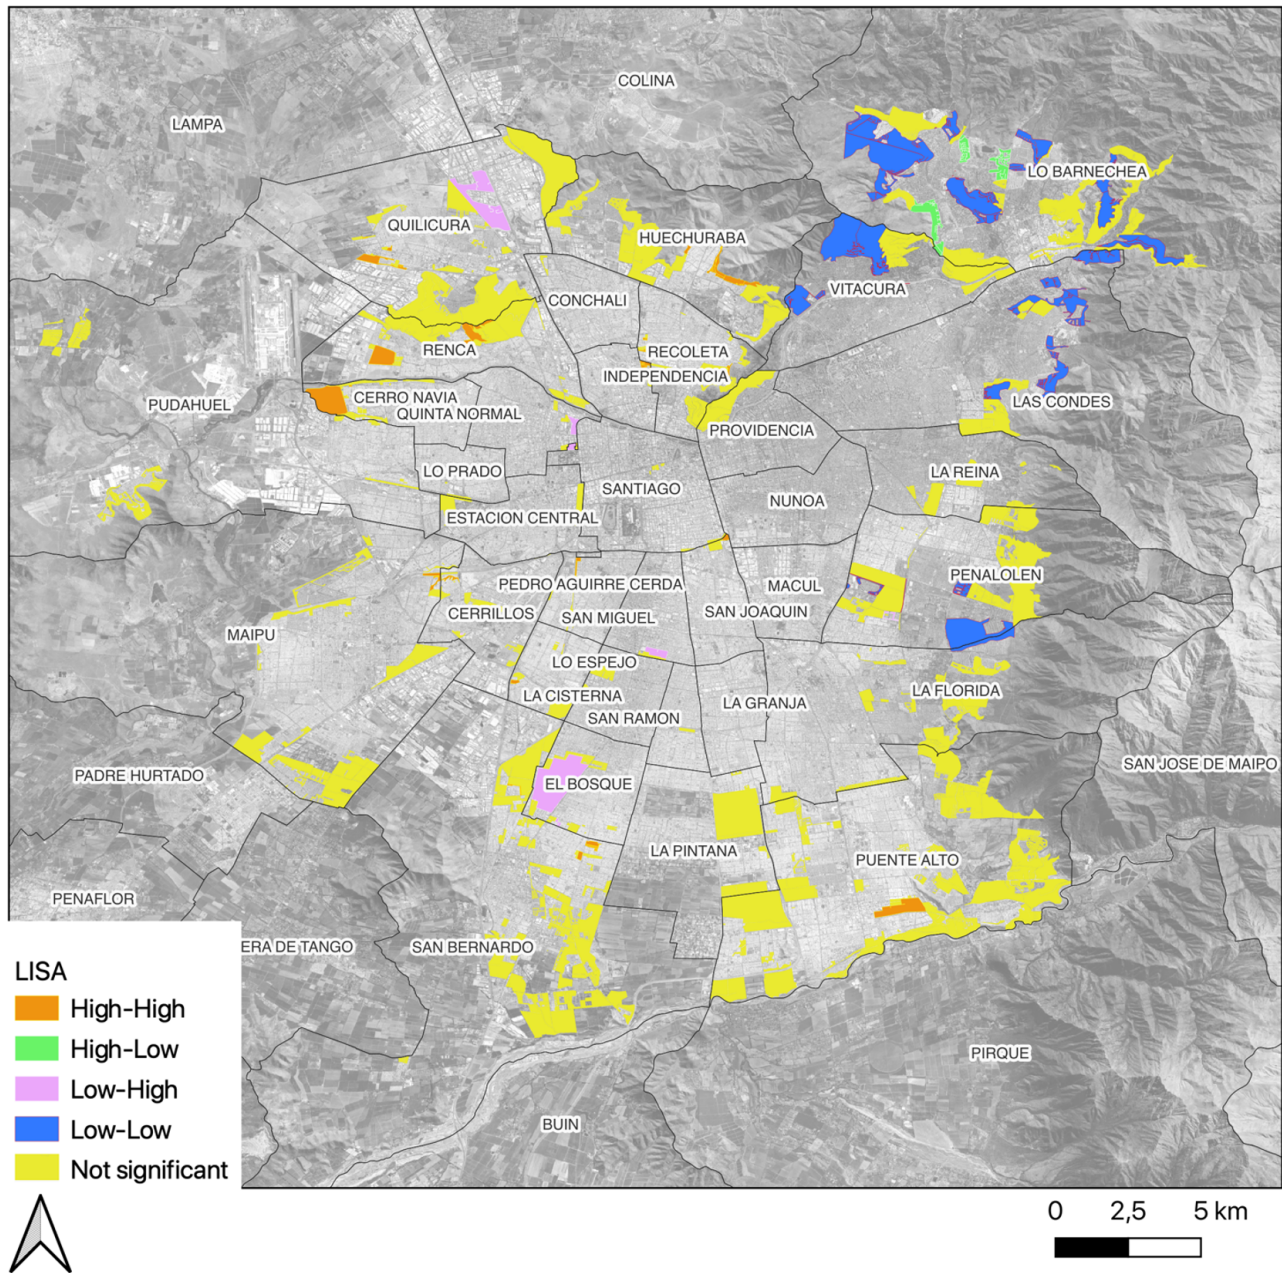 COLINA
LAMPA
LO BARNECHEA
QUILICURA
HUECHURABA
VITACURA
CONCHALI
RENCA
RECOLETA
INDEPENDENCIA
CERRO NAVIA
LAS CONDES
PUDAHUEL
QUINTA NORMAL
PROVIDENCIA
LO PRADO
LA REINA
SANTIAGO
NUNOA
ESTACION CENTRAL
PENALOLEN
PEDRO AGUIRRE CERDA
MACUL
CERRILLOS
SAN MIGUEL
SAN JOAQUIN
MAIPU
LO ESPEJO
LA CISTERNA
LA FLORIDA
LA GRANJA
SAN RAMON
SAN JOSE DE MAIPO
PADRE HURTADO
EL BOSQUE
LA PINTANA
PUENTE ALTO
PENAFLOR
ERA DE TANGO
SAN BERNARDO
PIRQUE
BUIN
LISA
High-High
High-Low
Low-High
Low-Low
Not significant
0 2,5 5 km